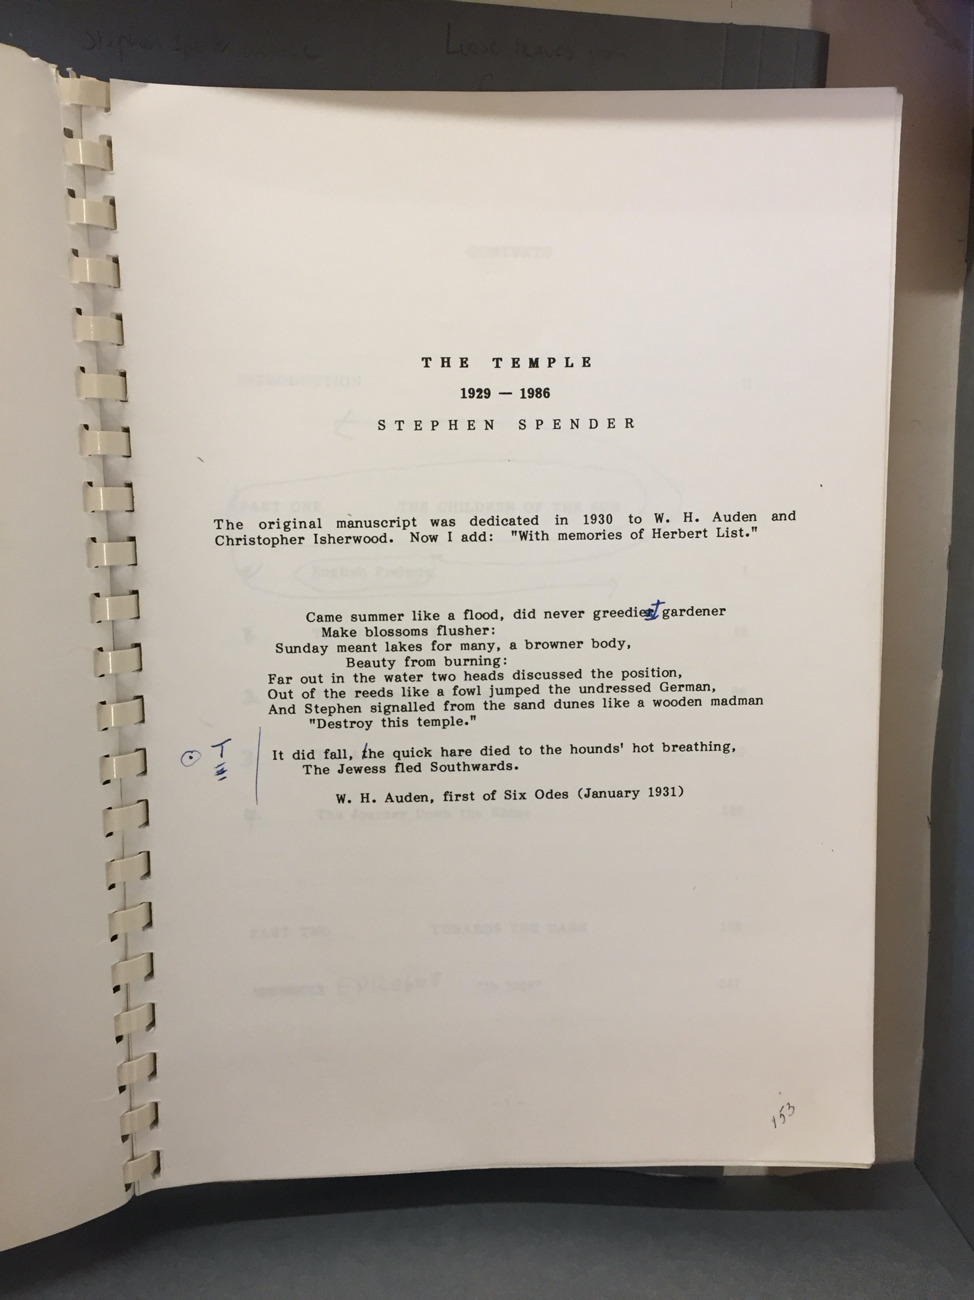 THE TEMPLE
1929 — 1986
STEPHEN SPENDER
The original manuscript was dedicated in 1930 to W. H. Auden and
Christopher Isherwood. Now I add: "With memories of Herbert List."
Came summer like a flood, did never greediest gardener
Make blossoms flusher:
Sunday meant lakes for many, a browner body,
Beauty from burning:
Far out in the water two heads discussed the position,
Out of the reeds like a fowl jumped the undressed German,
And Stephen signalled from the sand dunes like a wooden madman
"Destroy this temple."
T
It did fall, the quick hare died to the hounds' hot breathing,
The Jewess fled Southwards.
W. H. Auden, first of Six Odes (January 1931)
153